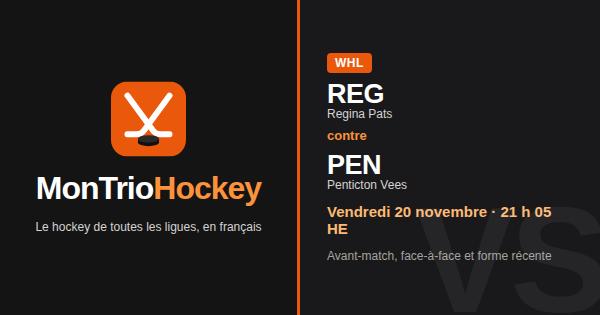 MonTrioHockey
Le hockey de toutes les ligues, en français
WHL
REG
Regina Pats
contre
PEN
Penticton Vees
Vendredi 20 novembre · 21 h 05
HE
Avant-match, face-à-face et forme récente
VS